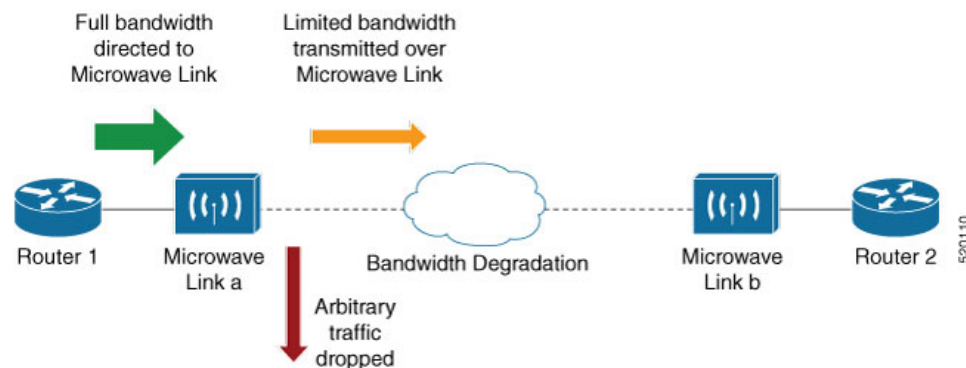 Full bandwidth
directed to
Microwave Link
Limited bandwidth
transmitted over
Microwave Link
Router 1
Microwave
Link a
Bandwidth Degradation
Microwave
Link b
Router 2
Arbitrary
traffic
dropped
520110